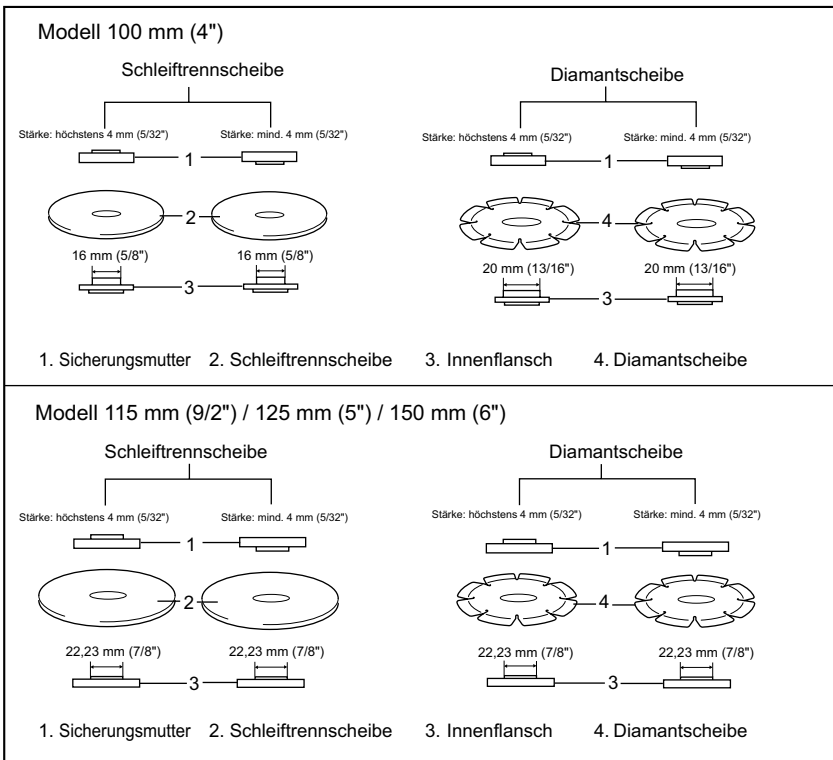 Modell 100 mm (4")
Schleiftrennscheibe Diamantscheibe
Stärke: höchstens 4 mm (5/32") Stärke: mind. 4 mm (5/32") Stärke: höchstens 4 mm (5/32") Stärke: mind. 4 mm (5/32")
1 1
2 4
16 mm (5/8") 16 mm (5/8") 20 mm (13/16") 20 mm (13/16")
3 3
1. Sicherungsmutter 2. Schleiftrennscheibe 3. Innenflansch 4. Diamantscheibe
Modell 115 mm (9/2") / 125 mm (5") / 150 mm (6")
Schleiftrennscheibe Diamantscheibe
Stärke: höchstens 4 mm (5/32") Stärke: mind. 4 mm (5/32") Stärke: höchstens 4 mm (5/32") Stärke: mind. 4 mm (5/32")
1 1
2 4
22,23 mm (7/8") 22,23 mm (7/8") 22,23 mm (7/8") 22,23 mm (7/8")
3 3
1. Sicherungsmutter 2. Schleiftrennscheibe 3. Innenflansch 4. Diamantscheibe